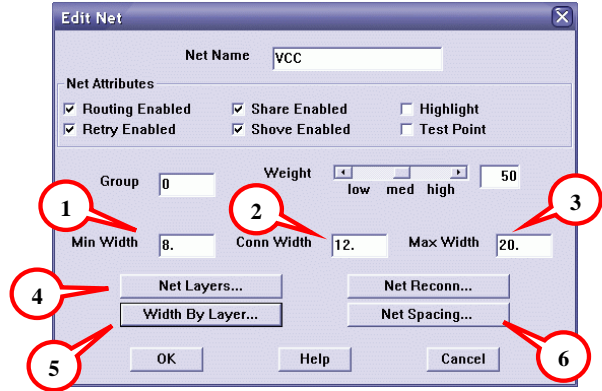 Edit Net
Net Name VCC
Net Attributes
Routing Enabled Share Enabled Highlight
Retry Enabled Shove Enabled Test Point
Group 0 Weight 50
low med high
1 2 3
Min Width 8. Conn Width 12. Max Width 20.
4 Net Layers... Net Reconn...
Width By Layer... Net Spacing...
5 OK Help Cancel 6